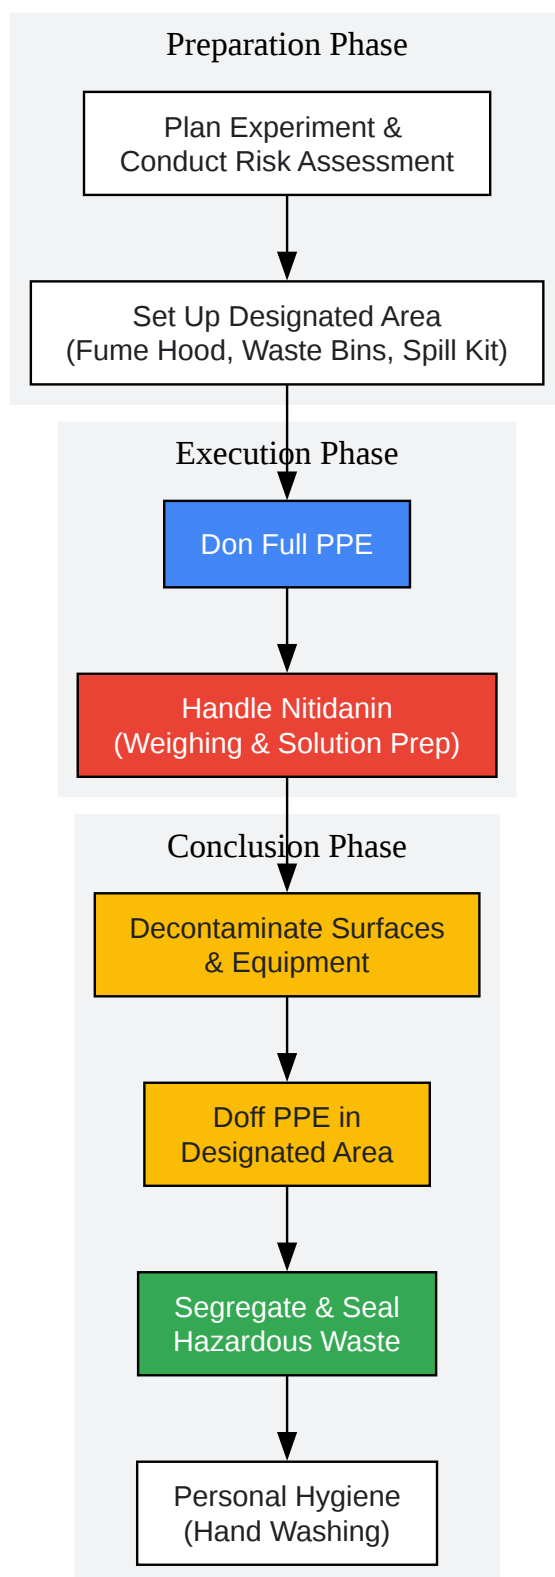 Preparation Phase
Plan Experiment &
Conduct Risk Assessment
Set Up Designated Area
(Fume Hood, Waste Bins, Spill Kit)
Execution Phase
Don Full PPE
Handle Nitidanin
(Weighing & Solution Prep)
Conclusion Phase
Decontaminate Surfaces
& Equipment
Doff PPE in
Designated Area
Segregate & Seal
Hazardous Waste
Personal Hygiene
(Hand Washing)